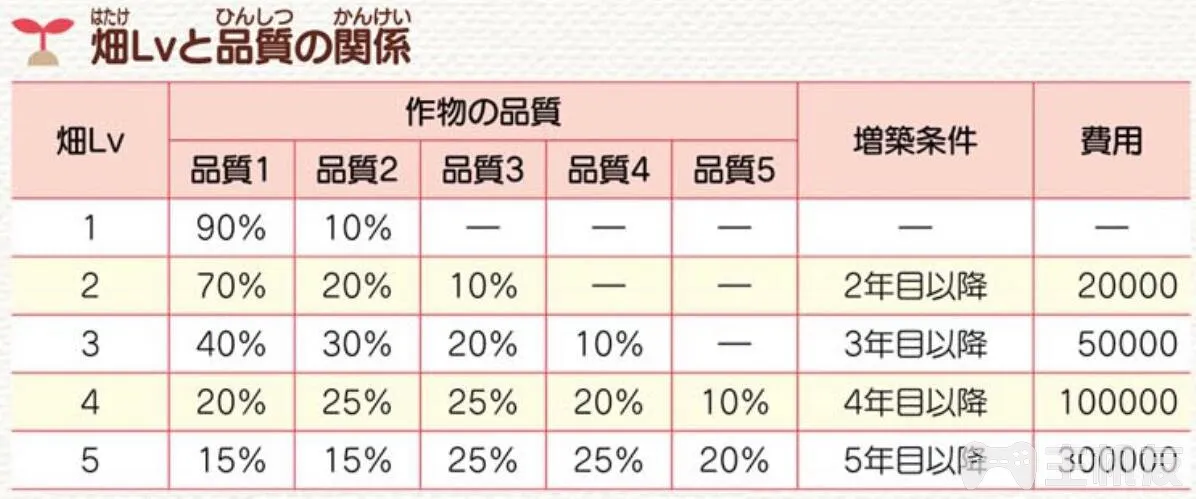 はたけ ひんしつ かんけい
畑Lvと品質の関係
畑Lv 作物の品質 増築条件 費用
品質1 品質2 品質3 品質4 品質5
1 90% 10% — — — — —
2 70% 20% 10% — — 2年目以降 20000
3 40% 30% 20% 10% — 3年目以降 50000
4 20% 25% 25% 20% 10% 4年目以降 100000
5 15% 15% 25% 25% 20% 5年目以降 300000